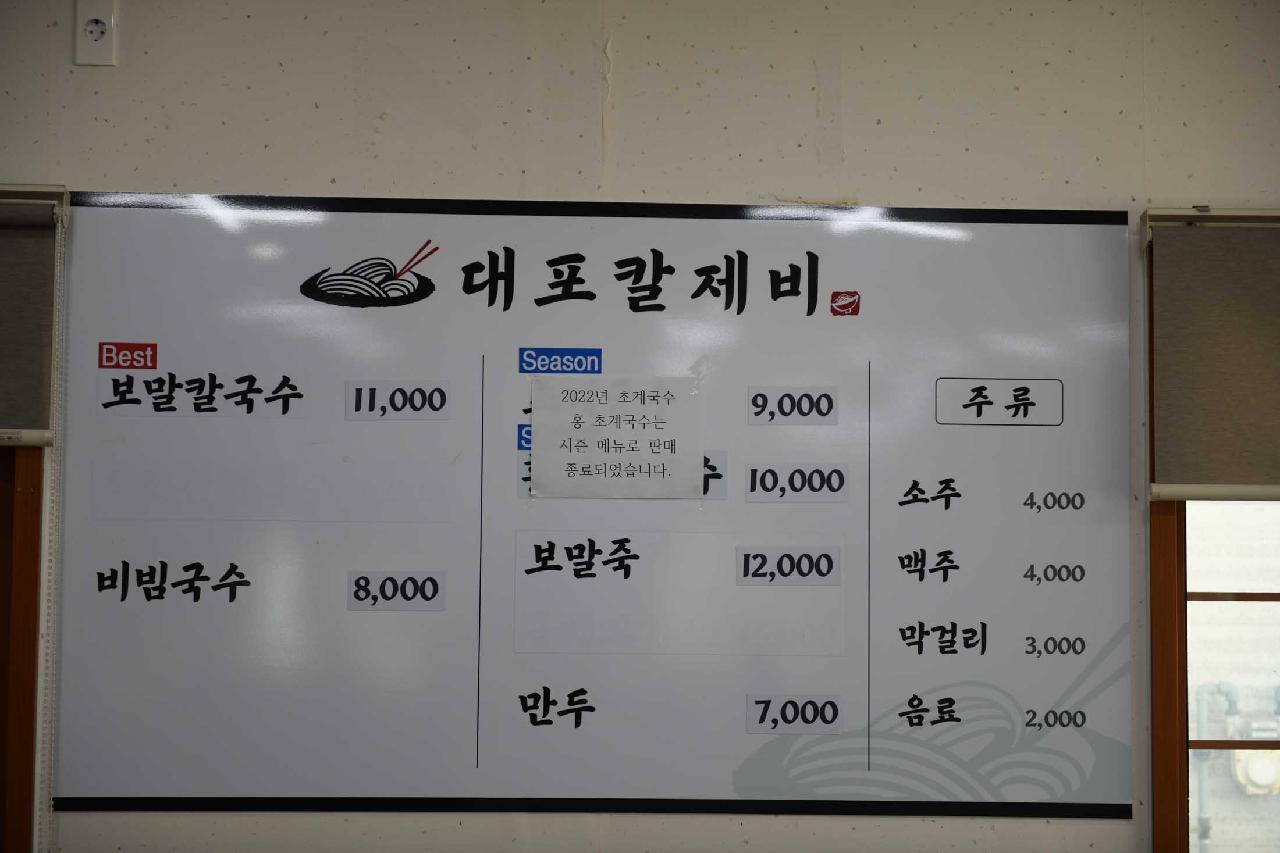 대포칼제비
Best
보말칼국수 11,000
비빔국수 8,000
Season
9,000
2022년 초계국수
홍 초계국수는
시즌 메뉴로 판매
종료되었습니다.
수 10,000
보말죽 12,000
만두 7,000
주류
소주 4,000
맥주 4,000
막걸리 3,000
음료 2,000